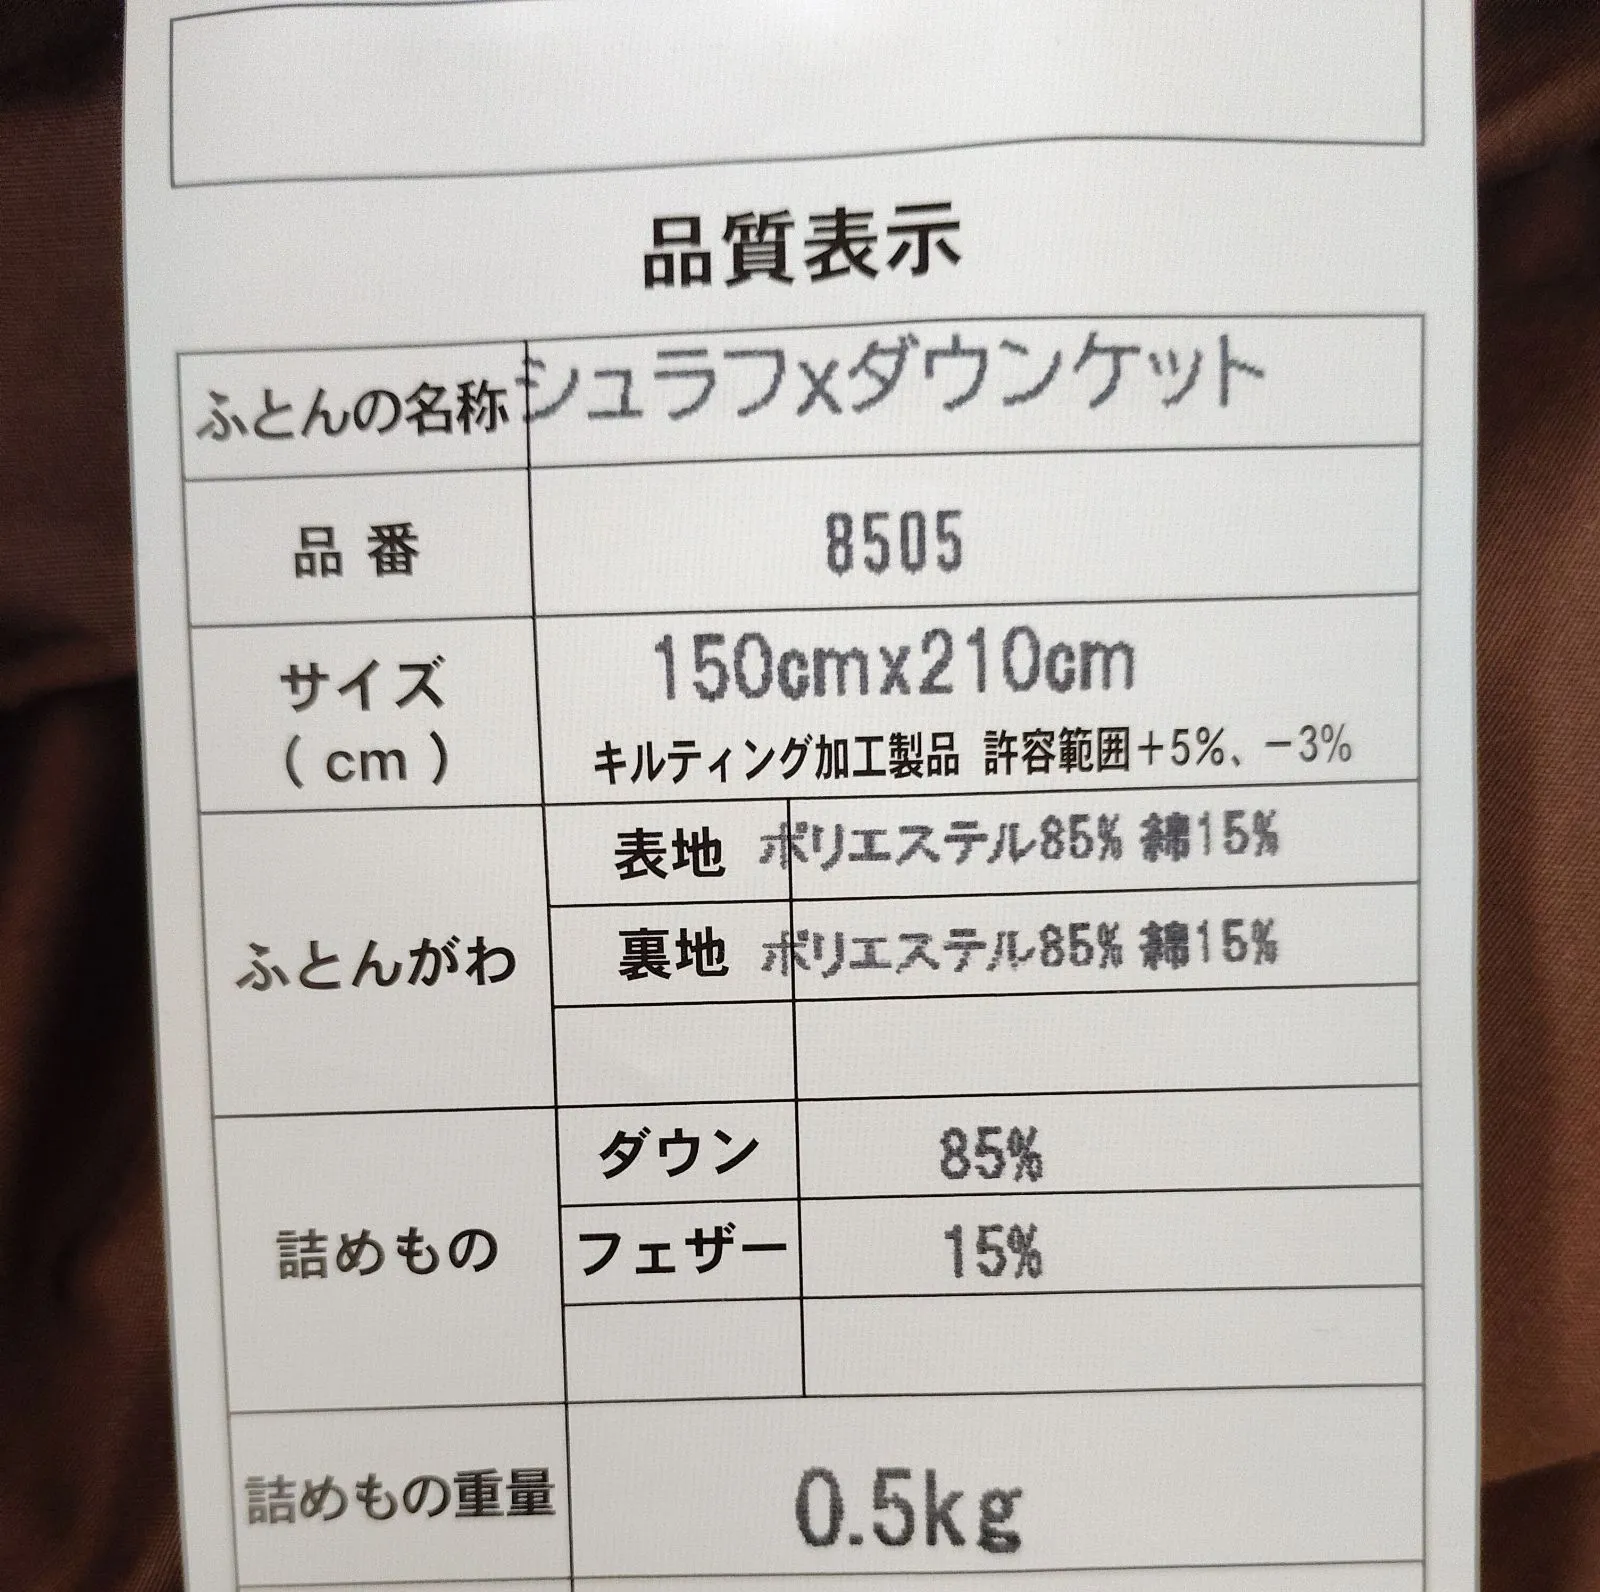 品質表示
ふとんの名称 シュラフxダウンケット
品番 8505
サイズ 150cmx210cm
(cm) キルティング加工製品 許容範囲+5%、-3%
表地 ポリエステル85% 綿15%
ふとんがわ 裏地 ポリエステル85% 綿15%
ダウン 85%
詰めもの フェザー 15%
詰めもの重量 0.5kg